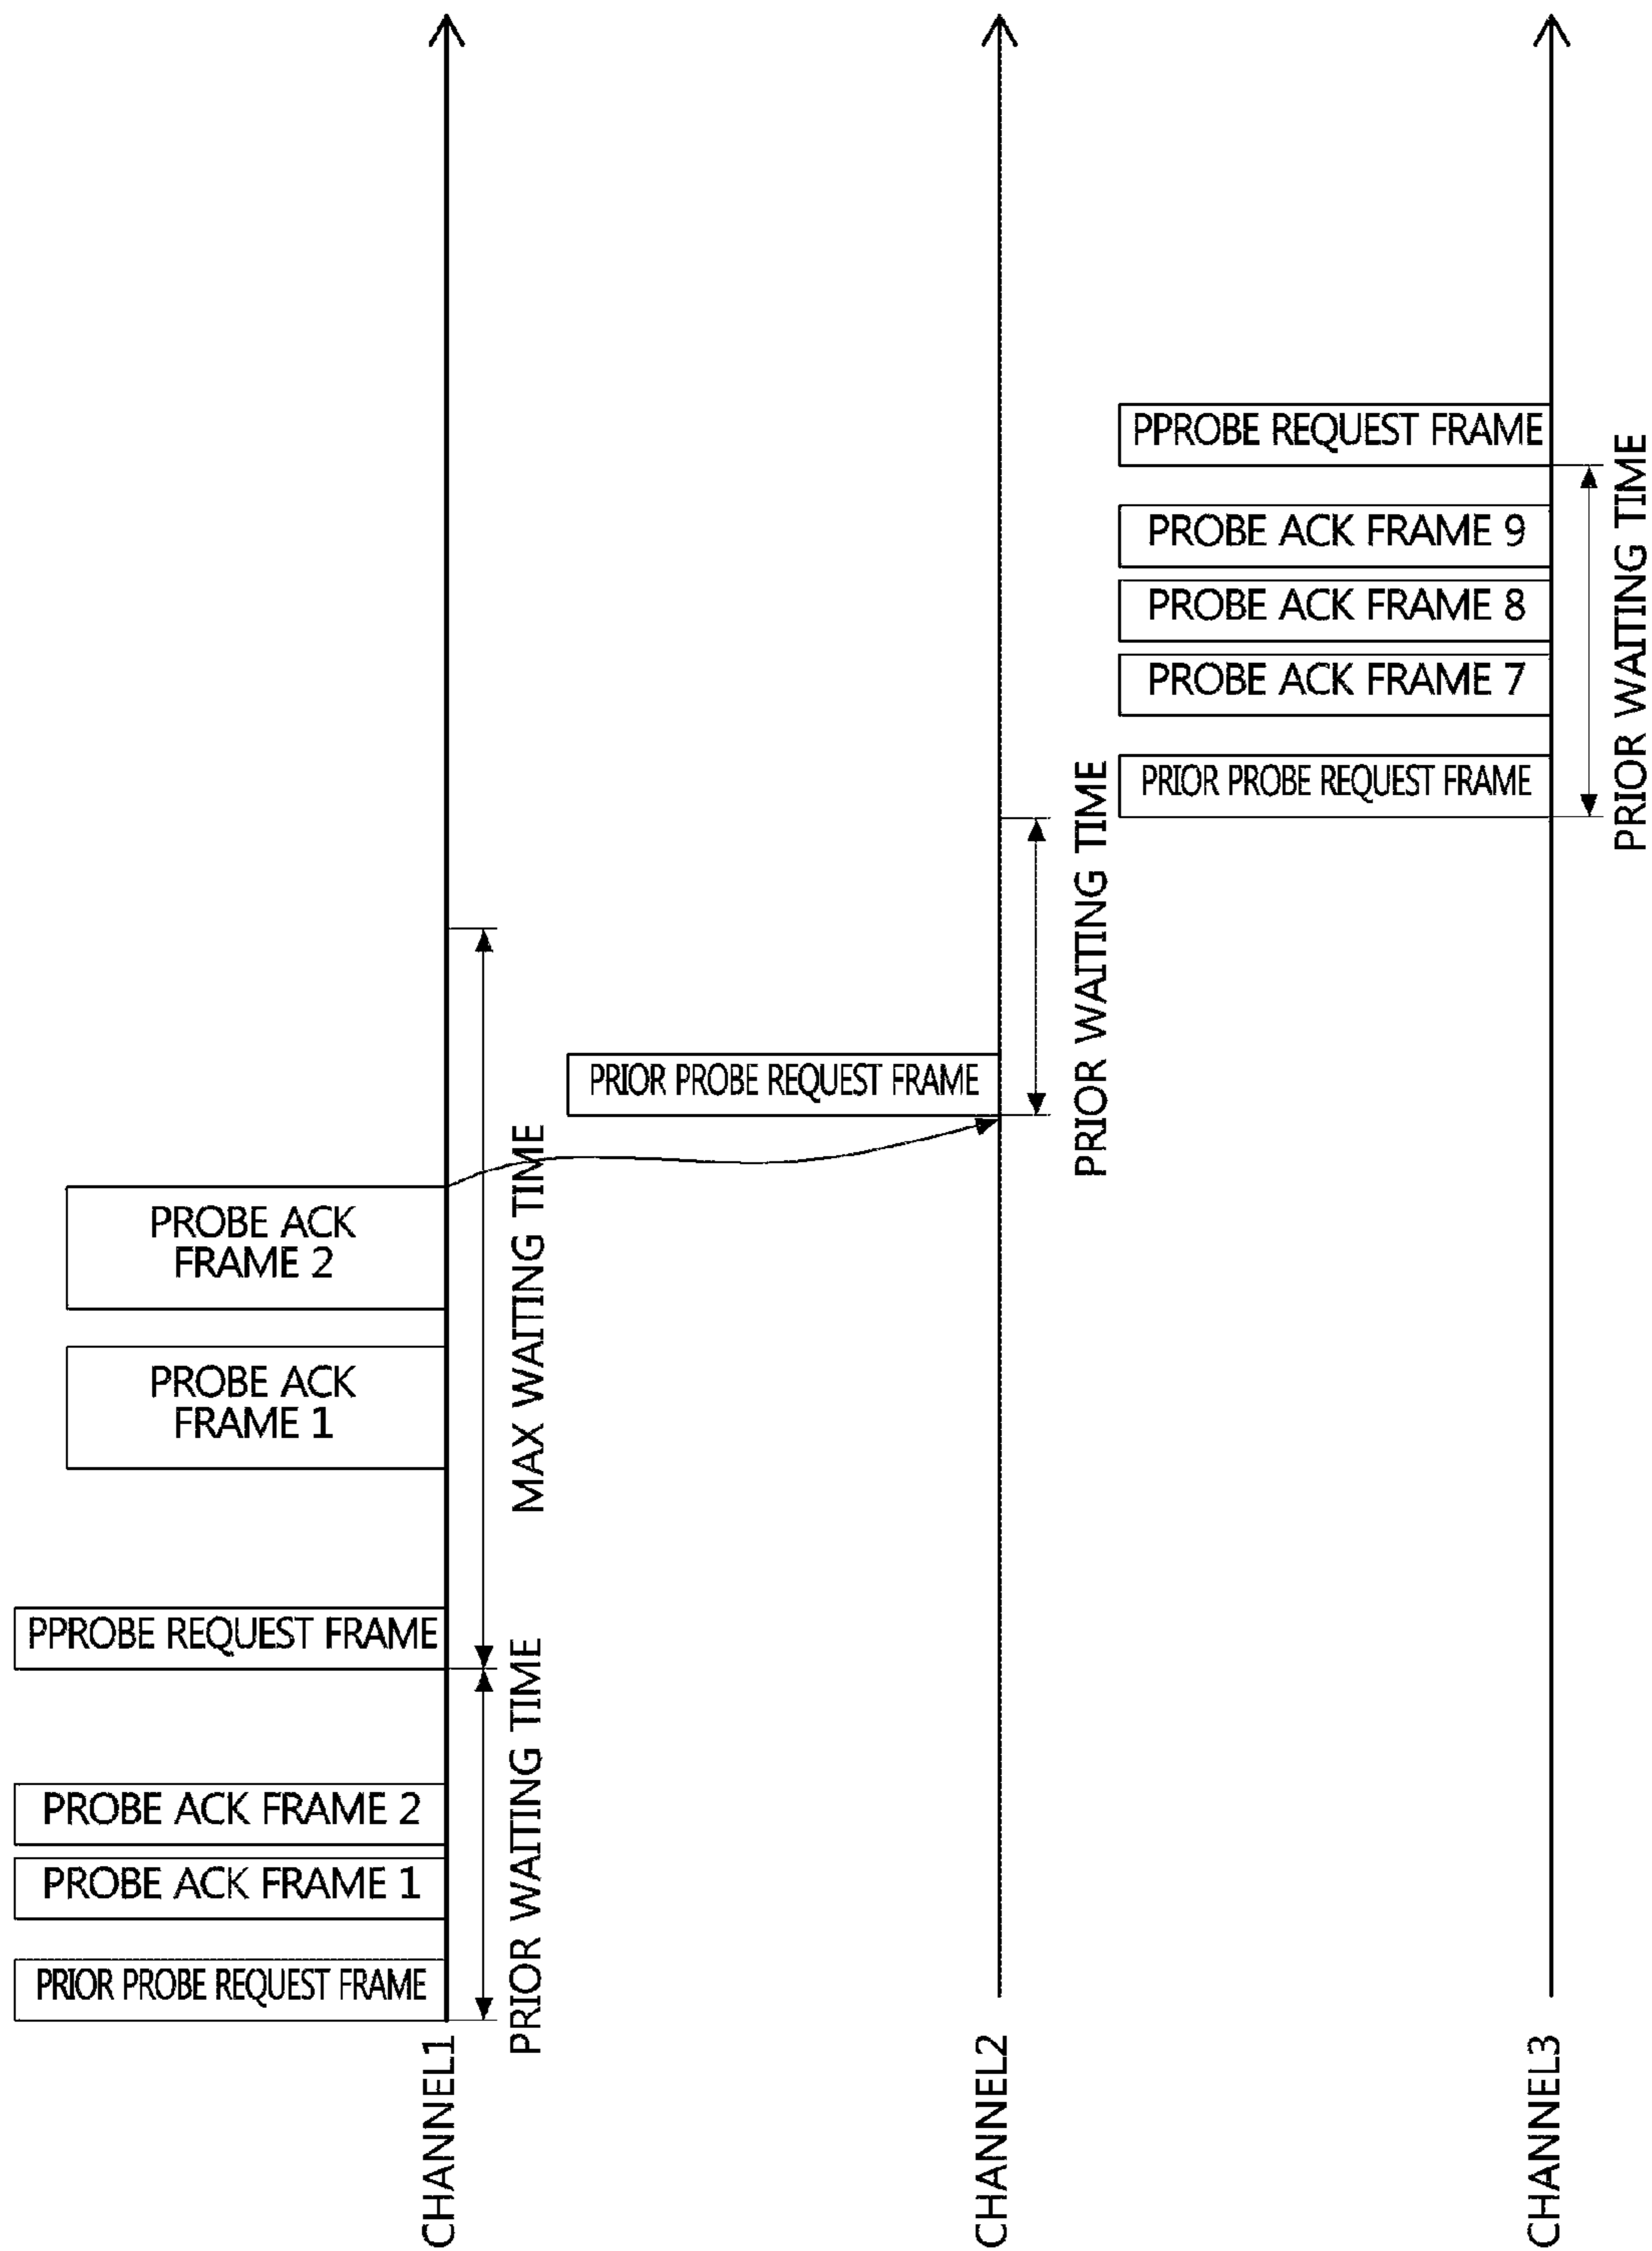 PPROBE REQUEST FRAME
PROBE ACK FRAME 9
PROBE ACK FRAME 8
PROBE ACK FRAME 7
PRIOR PROBE REQUEST FRAME
PRIOR WAITING TIME
PRIOR WAITING TIME
PRIOR PROBE REQUEST FRAME
PROBE ACK
FRAME 2
PROBE ACK
FRAME 1
MAX WAITING TIME
PPROBE REQUEST FRAME
PROBE ACK FRAME 2
PROBE ACK FRAME 1
PRIOR PROBE REQUEST FRAME
PRIOR WAITING TIME
CHANNEL1
CHANNEL2
CHANNEL3